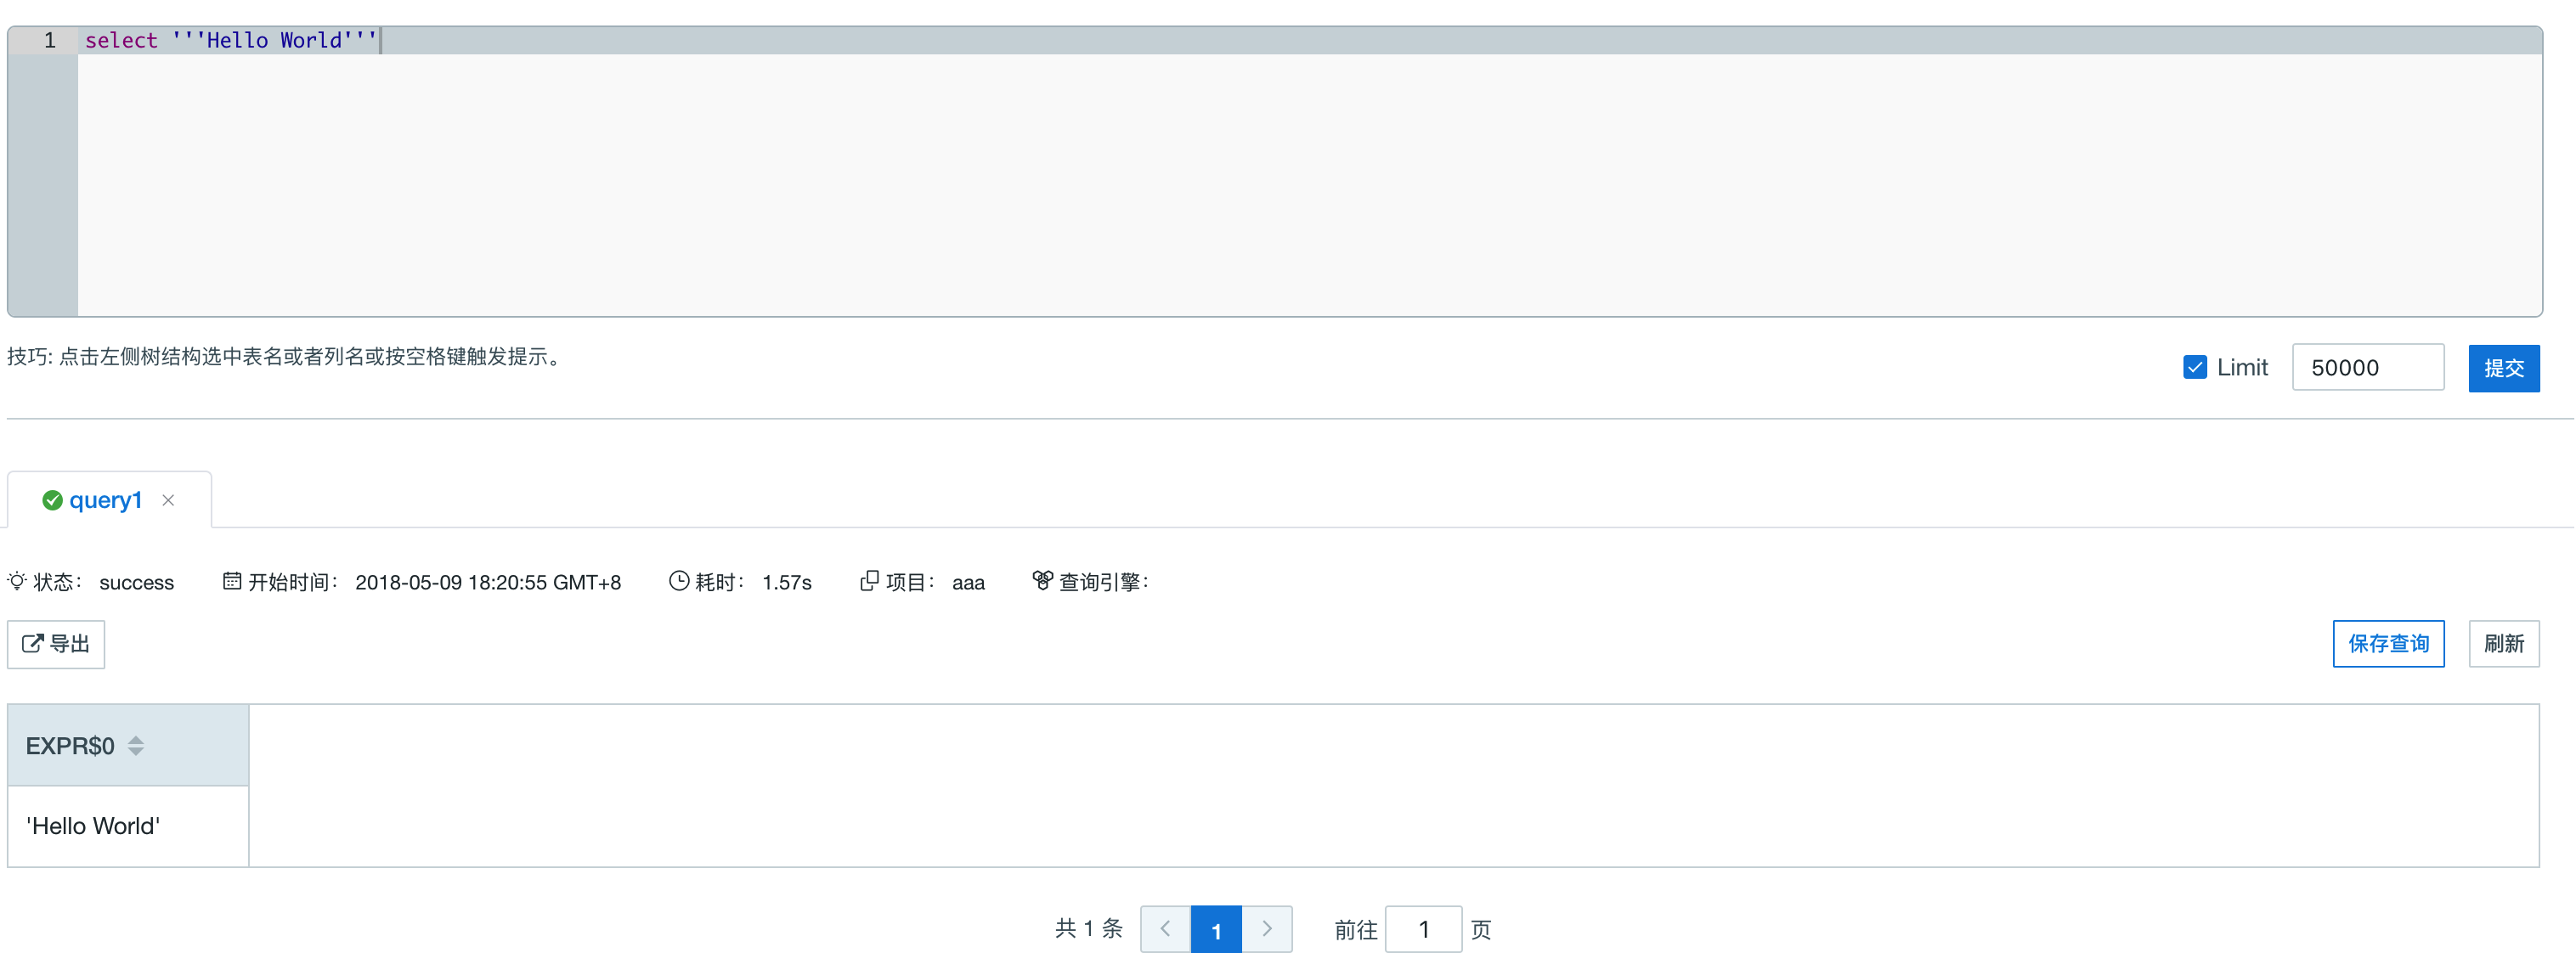 1 select '''Hello World'''
技巧: 点击左侧树结构选中表名或者列名或按空格键触发提示。
Limit 50000 提交
query1
状态： success 开始时间： 2018-05-09 18:20:55 GMT+8 耗时： 1.57s 项目： aaa 查询引擎：
导出 保存查询 刷新
EXPR$0
'Hello World'
共 1 条 1 前往 1 页